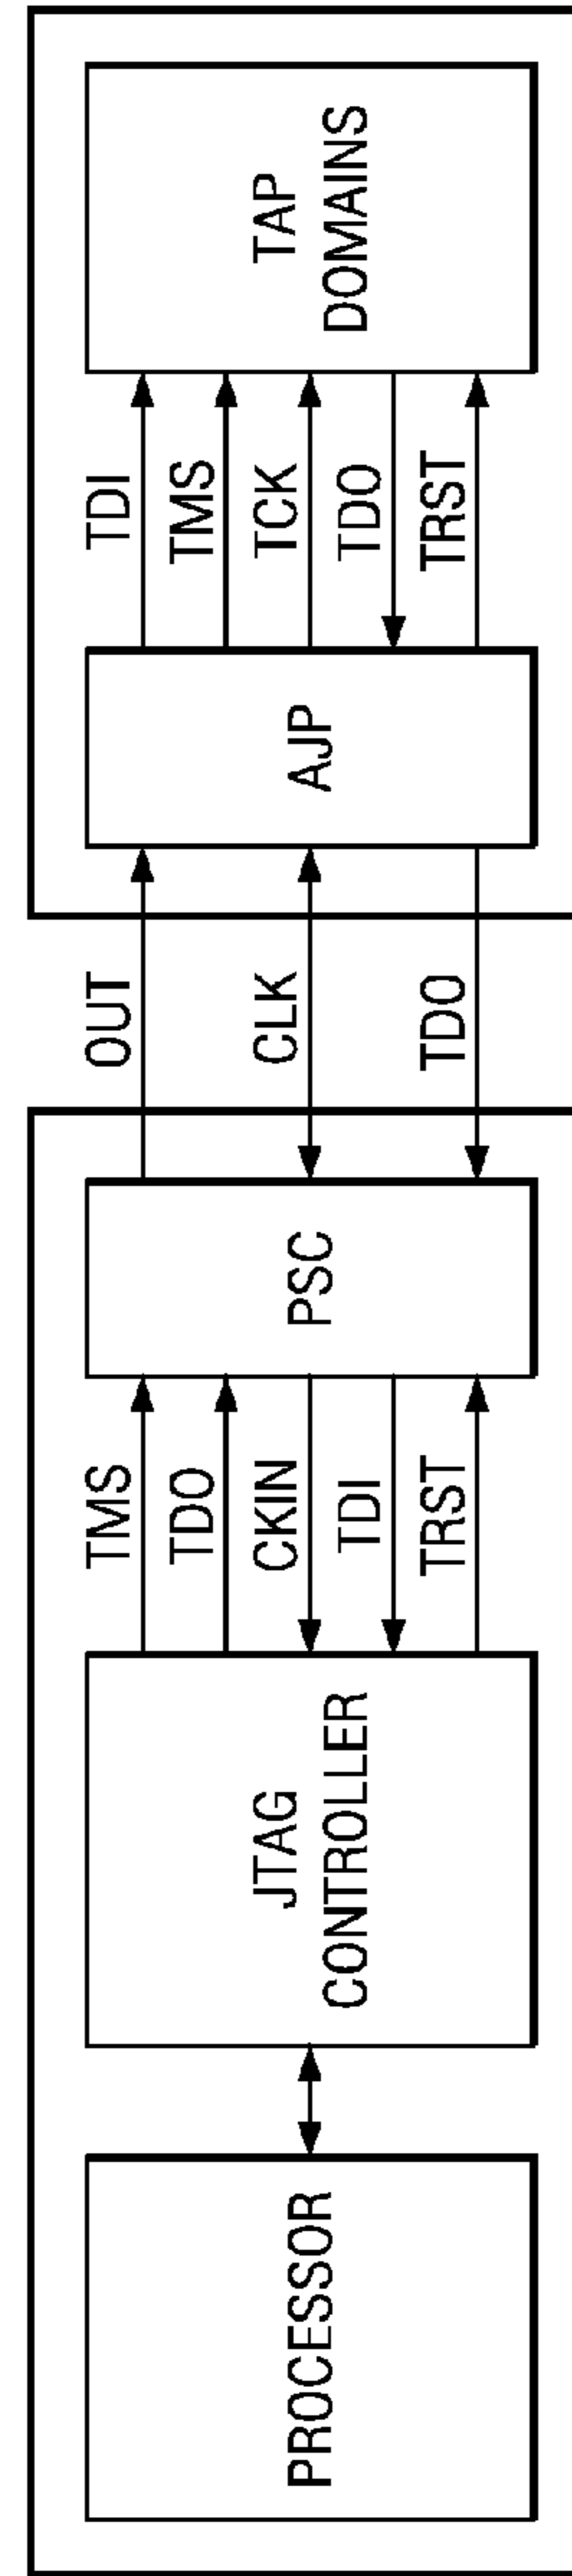 PROCESSOR
JTAG
CONTROLLER
TMS
TDO
CKIN
TDI
TRST
PSC
OUT
CLK
TDO
AJP
TDI
TMS
TCK
TDO
TRST
TAP
DOMAINS